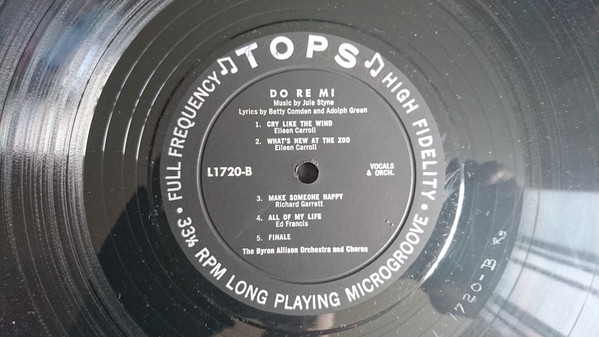 TOPS
FULL FREQUENCY
HIGH FIDELITY
DO RE MI
Music by Jule Styne
Lyrics by Betty Comden and Adolph Green
1. CRY LIKE THE WIND
Eileen Carroll
2. WHAT'S NEW AT THE ZOO
Eileen Carroll
L1720-B
VOCALS
& ORCH.
3. MAKE SOMEONE HAPPY
Richard Garrett
4. ALL OF MY LIFE
Ed Francis
5. FINALE
The Byron Allison Orchestra and Chorus
33⅓ RPM LONG PLAYING MICROGROOVE
1720-B